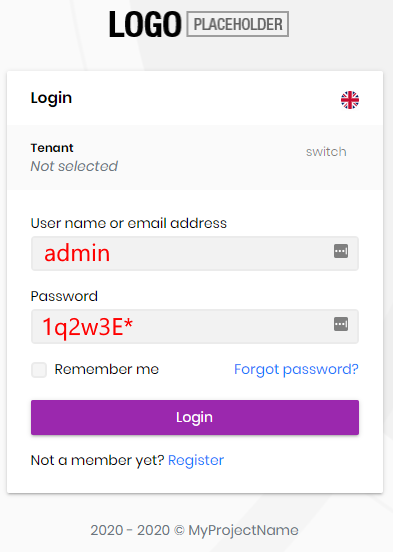 LOGO PLACEHOLDER
Login
Tenant
Not selected
switch
User name or email address
admin
Password
1q2w3E*
Remember me
Forgot password?
Login
Not a member yet? Register
2020 - 2020 © MyProjectName